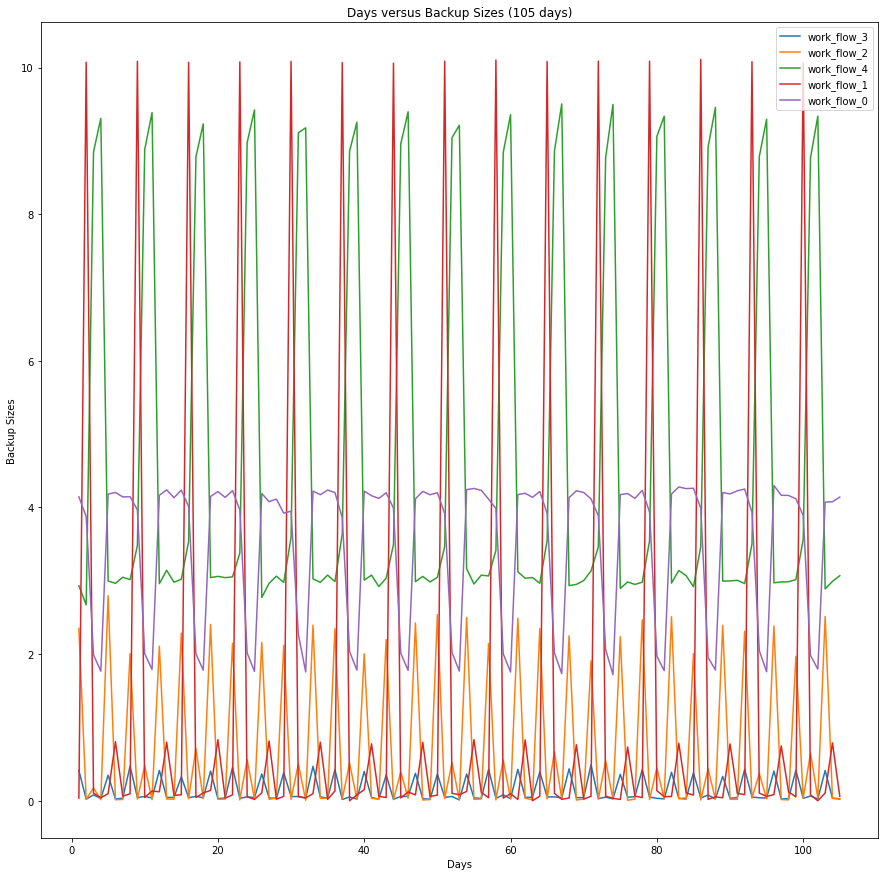 Days versus Backup Sizes (105 days)
work_flow_3
work_flow_2
work_flow_4
work_flow_1
work_flow_0
10
8
6
4
2
0
Backup Sizes
0 20 40 60 80 100
Days